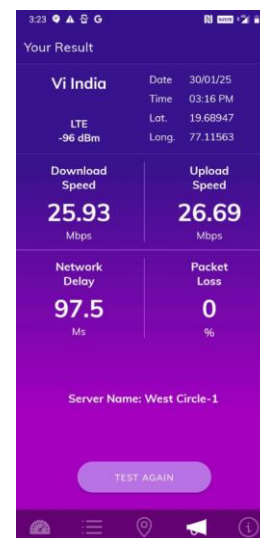 3:23
Your Result
Vi India
LTE
-96 dBm
Date 30/01/25
Time 03:16 PM
Lat. 19.68947
Long. 77.11563
Download Speed
25.93
Mbps
Upload Speed
26.69
Mbps
Network Delay
97.5
Ms
Packet Loss
0
%
Server Name: West Circle-1
TEST AGAIN